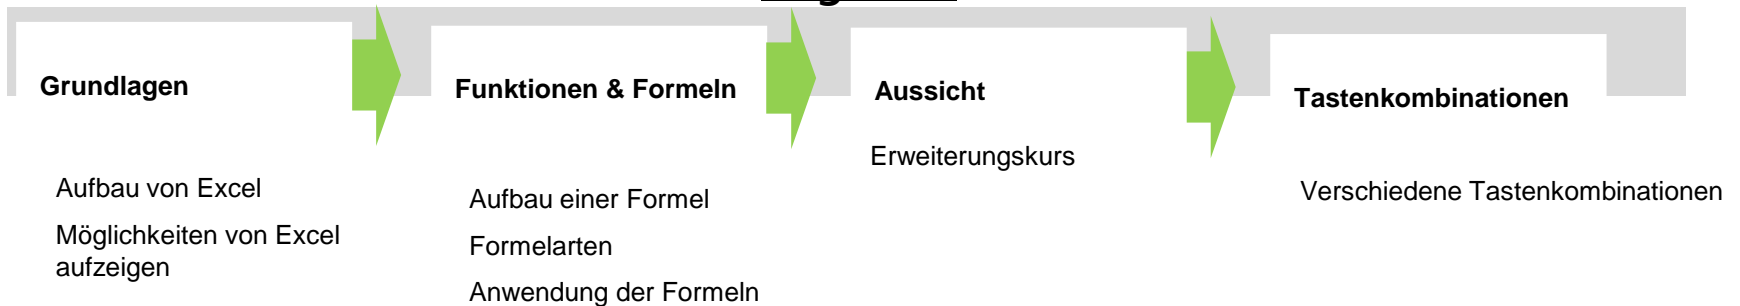 Grundlagen
Aufbau von Excel
Möglichkeiten von Excel
aufzeigen
Funktionen & Formeln
Aufbau einer Formel
Formelarten
Anwendung der Formeln
Aussicht
Erweiterungskurs
Tastenkombinationen
Verschiedene Tastenkombinationen